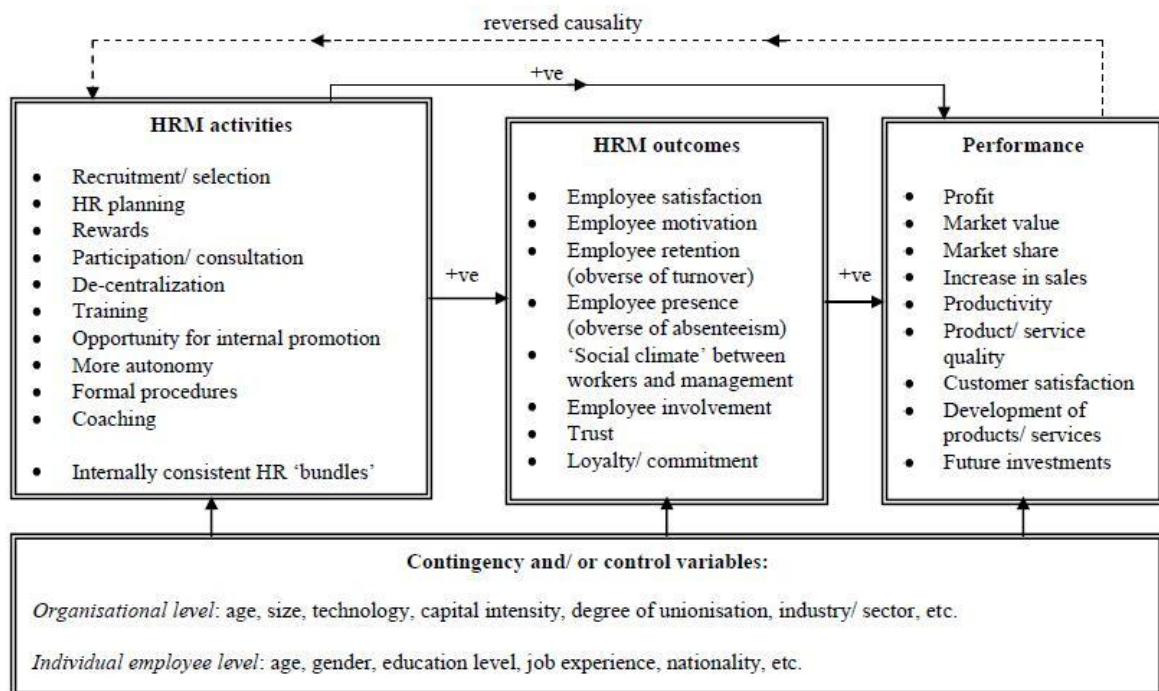 reversed causality
+ve
HRM activities
• Recruitment/ selection
• HR planning
• Rewards
• Participation/ consultation
• De-centralization
• Training
• Opportunity for internal promotion
• More autonomy
• Formal procedures
• Coaching
• Internally consistent HR ‘bundles’
+ve
HRM outcomes
• Employee satisfaction
• Employee motivation
• Employee retention
(obverse of turnover)
• Employee presence
(obverse of absenteeism)
• ‘Social climate’ between
workers and management
• Employee involvement
• Trust
• Loyalty/ commitment
+ve
Performance
• Profit
• Market value
• Market share
• Increase in sales
• Productivity
• Product/ service
quality
• Customer satisfaction
• Development of
products/ services
• Future investments
Contingency and/ or control variables:
Organisational level: age, size, technology, capital intensity, degree of unionisation, industry/ sector, etc.
Individual employee level: age, gender, education level, job experience, nationality, etc.